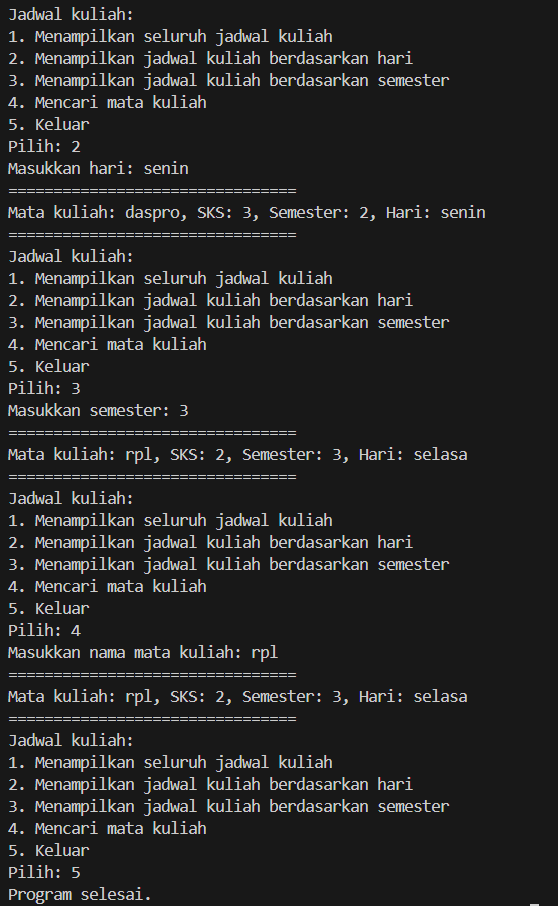 Jadwal kuliah:
1. Menampilkan seluruh jadwal kuliah
2. Menampilkan jadwal kuliah berdasarkan hari
3. Menampilkan jadwal kuliah berdasarkan semester
4. Mencari mata kuliah
5. Keluar
Pilih: 2
Masukkan hari: senin
================================
Mata kuliah: daspro, SKS: 3, Semester: 2, Hari: senin
================================
Jadwal kuliah:
1. Menampilkan seluruh jadwal kuliah
2. Menampilkan jadwal kuliah berdasarkan hari
3. Menampilkan jadwal kuliah berdasarkan semester
4. Mencari mata kuliah
5. Keluar
Pilih: 3
Masukkan semester: 3
================================
Mata kuliah: rpl, SKS: 2, Semester: 3, Hari: selasa
================================
Jadwal kuliah:
1. Menampilkan seluruh jadwal kuliah
2. Menampilkan jadwal kuliah berdasarkan hari
3. Menampilkan jadwal kuliah berdasarkan semester
4. Mencari mata kuliah
5. Keluar
Pilih: 4
Masukkan nama mata kuliah: rpl
================================
Mata kuliah: rpl, SKS: 2, Semester: 3, Hari: selasa
================================
Jadwal kuliah:
1. Menampilkan seluruh jadwal kuliah
2. Menampilkan jadwal kuliah berdasarkan hari
3. Menampilkan jadwal kuliah berdasarkan semester
4. Mencari mata kuliah
5. Keluar
Pilih: 5
Program selesai.